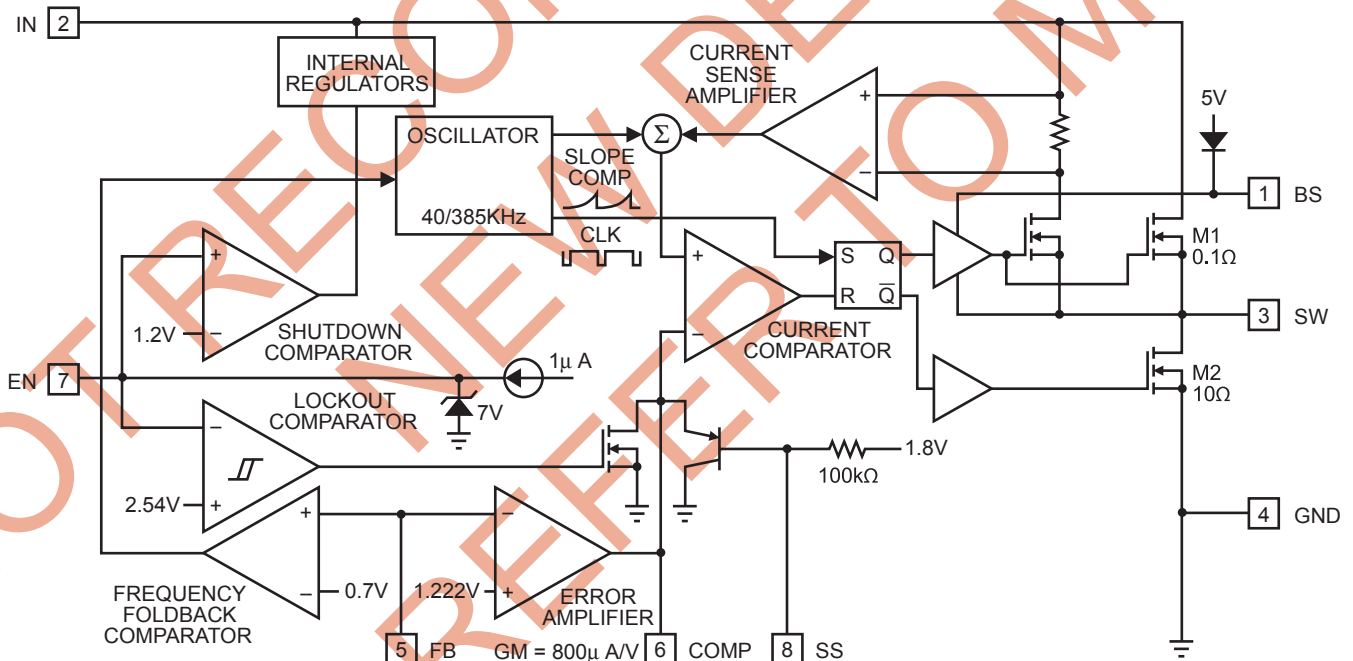 IN 2
INTERNAL
REGULATORS
CURRENT
SENSE
AMPLIFIER
+
−
5V
OSCILLATOR
40/385KHz
Σ
SLOPE
COMP
CLK
1 BS
M1
0.1Ω
+
−
1.2V
SHUTDOWN
COMPARATOR
+
−
CURRENT
COMPARATOR
S Q
R Q̅
3 SW
EN 7
1μ A
7V
M2
10Ω
LOCKOUT
COMPARATOR
−
+
2.54V
1.8V
100kΩ
4 GND
+
−
0.7V
FREQUENCY
FOLDBACK
COMPARATOR
−
+
1.222V
ERROR
AMPLIFIER
5 FB
GM = 800μ A/V
6 COMP
8 SS